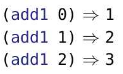 (add1 0) ⇒ 1
(add1 1) ⇒ 2
(add1 2) ⇒ 3